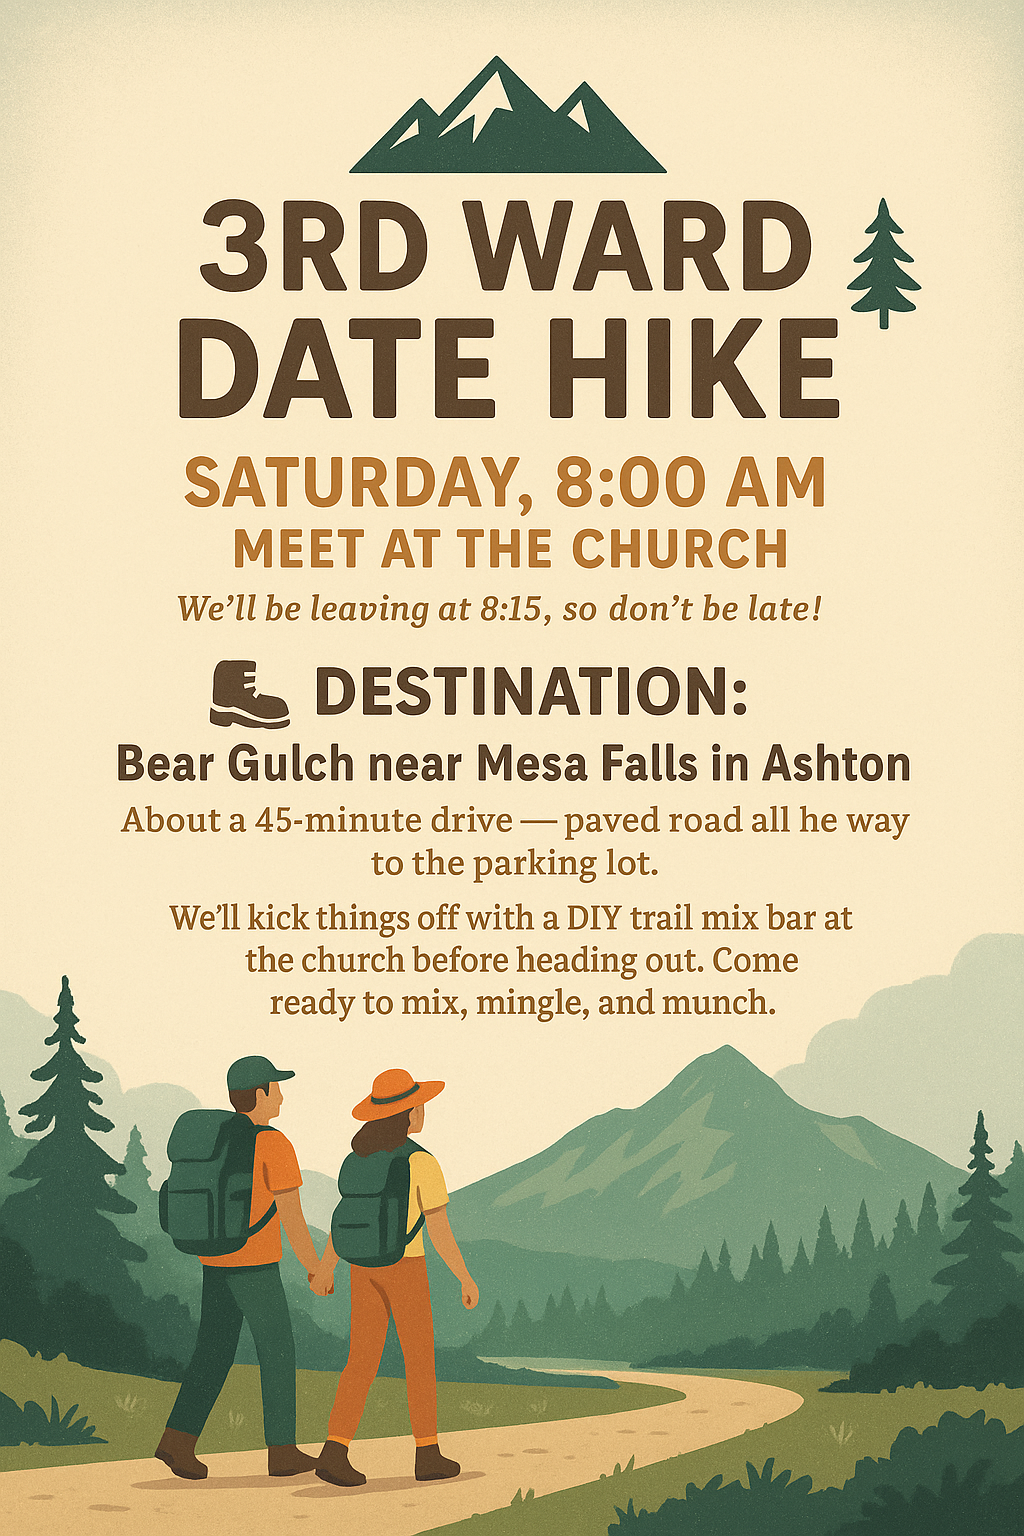 3RD WARD
DATE HIKE
SATURDAY, 8:00 AM
MEET AT THE CHURCH
We'll be leaving at 8:15, so don't be late!
DESTINATION:
Bear Gulch near Mesa Falls in Ashton
About a 45-minute drive — paved road all he way
to the parking lot.
We'll kick things off with a DIY trail mix bar at
the church before heading out. Come
ready to mix, mingle, and munch.